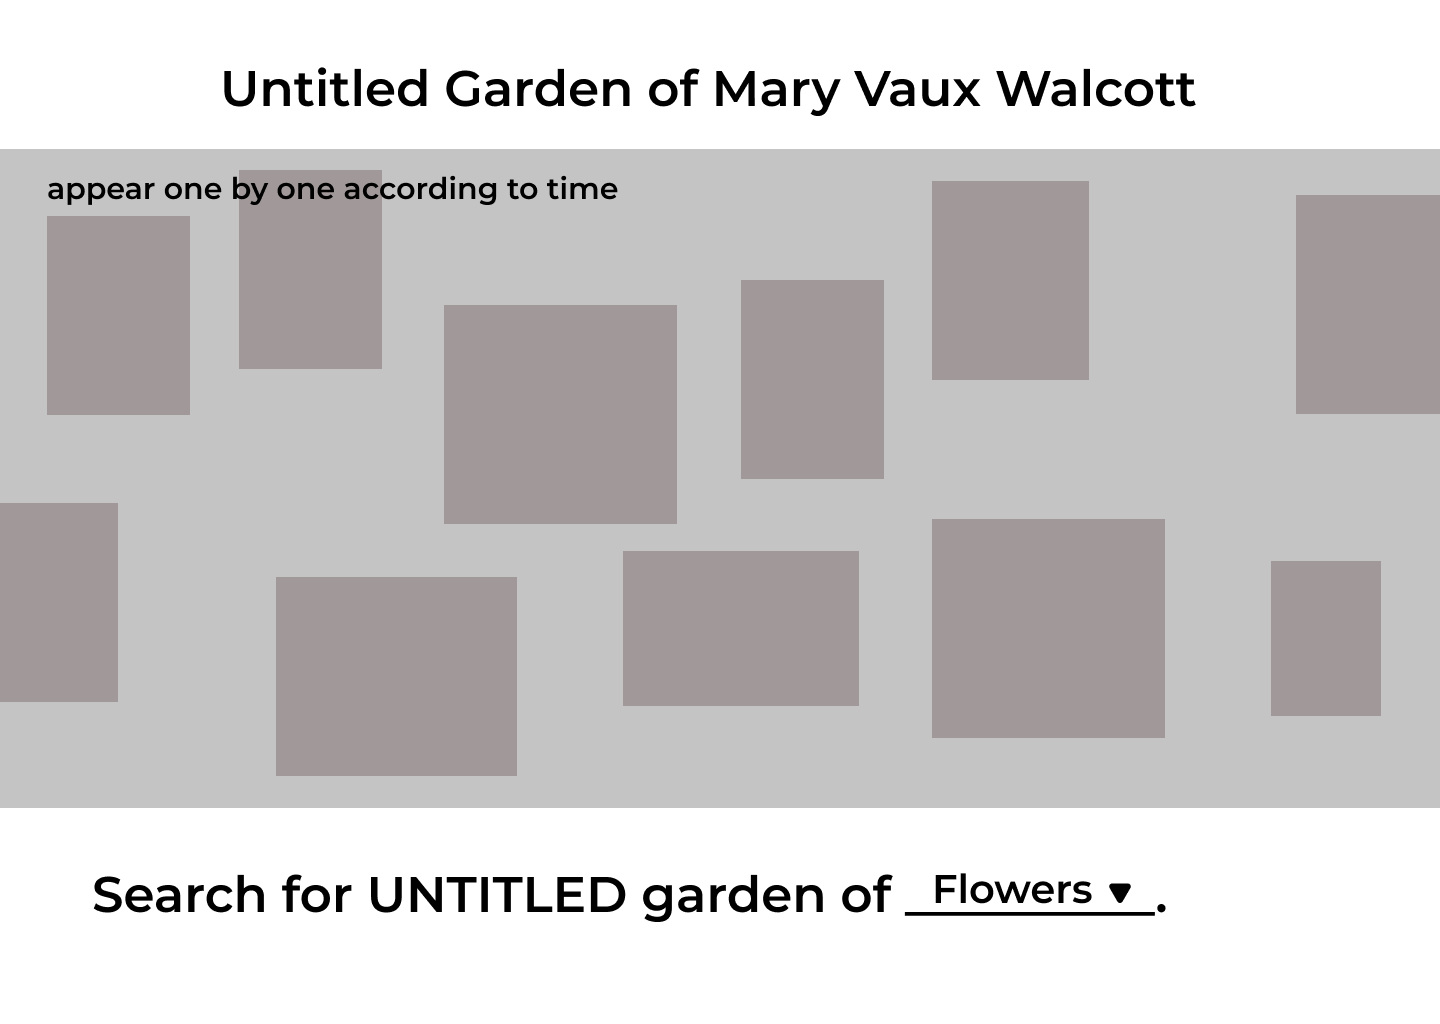 Untitled Garden of Mary Vaux Walcott
appear one by one according to time
Search for UNTITLED garden of Flowers ▼.